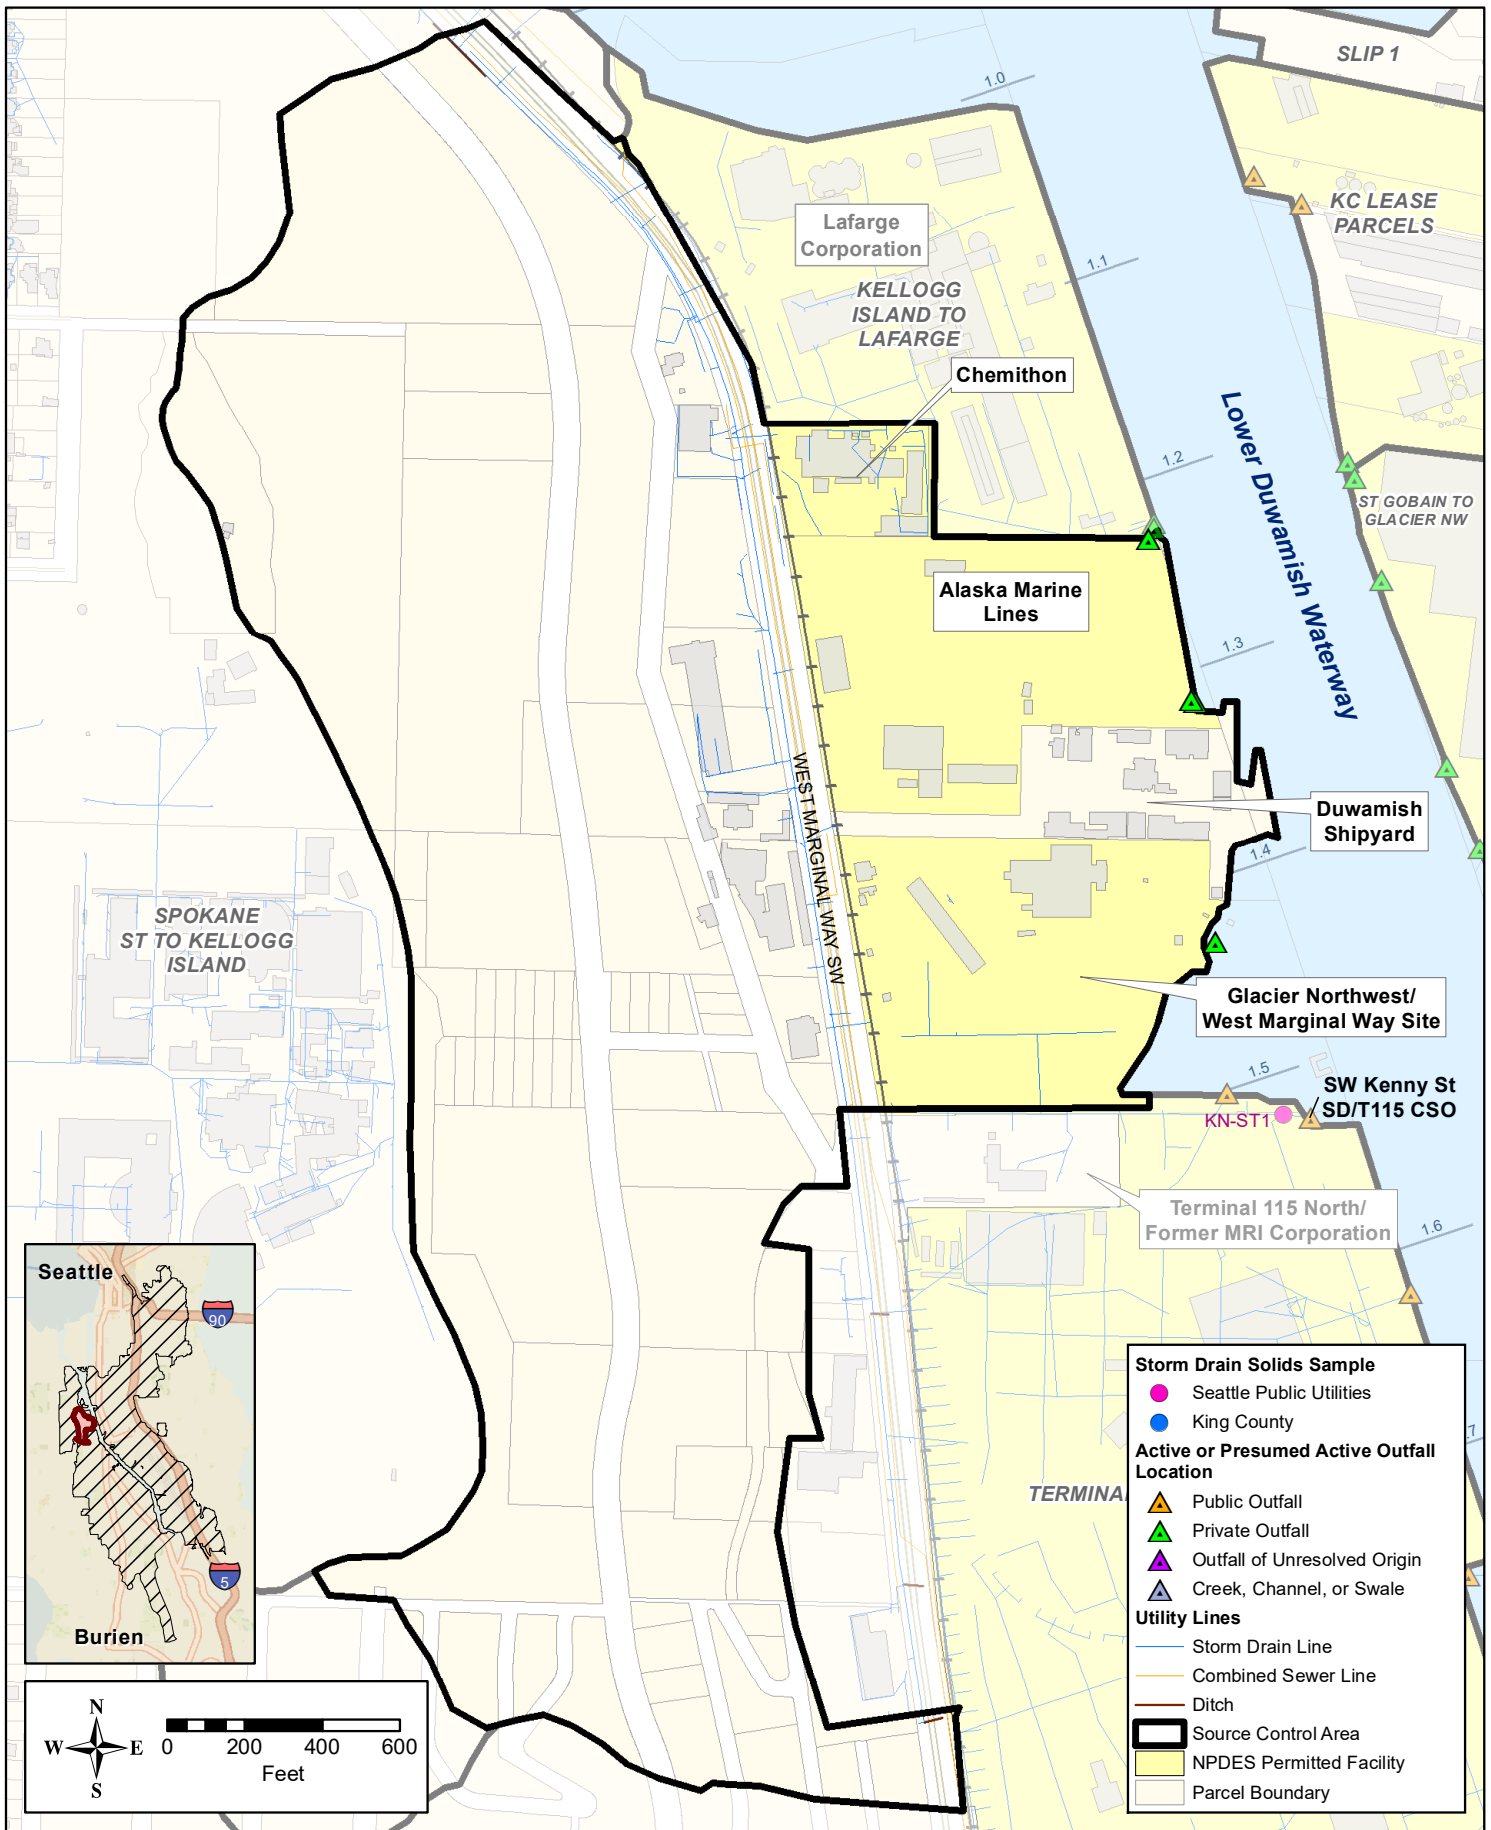 SLIP 1
1.0
KC LEASE
PARCELS
Lafarge
Corporation
1.1
KELLOGG
ISLAND TO
LAFARGE
Chemithon
1.2
Lower Duwamish Waterway
ST GOBAIN TO
GLACIER NW
Alaska Marine
Lines
1.3
WEST MARGINAL WAY SW
Duwamish
Shipyard
1.4
SPOKANE
ST TO KELLOGG
ISLAND
Glacier Northwest/
West Marginal Way Site
1.5
SW Kenny St
SD/T115 CSO
KN-ST1
Terminal 115 North/
Former MRI Corporation
1.6
Seattle
90
5
Burien
TERMINA
.7
Storm Drain Solids Sample
Seattle Public Utilities
King County
Active or Presumed Active Outfall
Location
Public Outfall
Private Outfall
Outfall of Unresolved Origin
Creek, Channel, or Swale
Utility Lines
Storm Drain Line
Combined Sewer Line
Ditch
Source Control Area
NPDES Permitted Facility
Parcel Boundary
N
W E
S
0 200 400 600
Feet